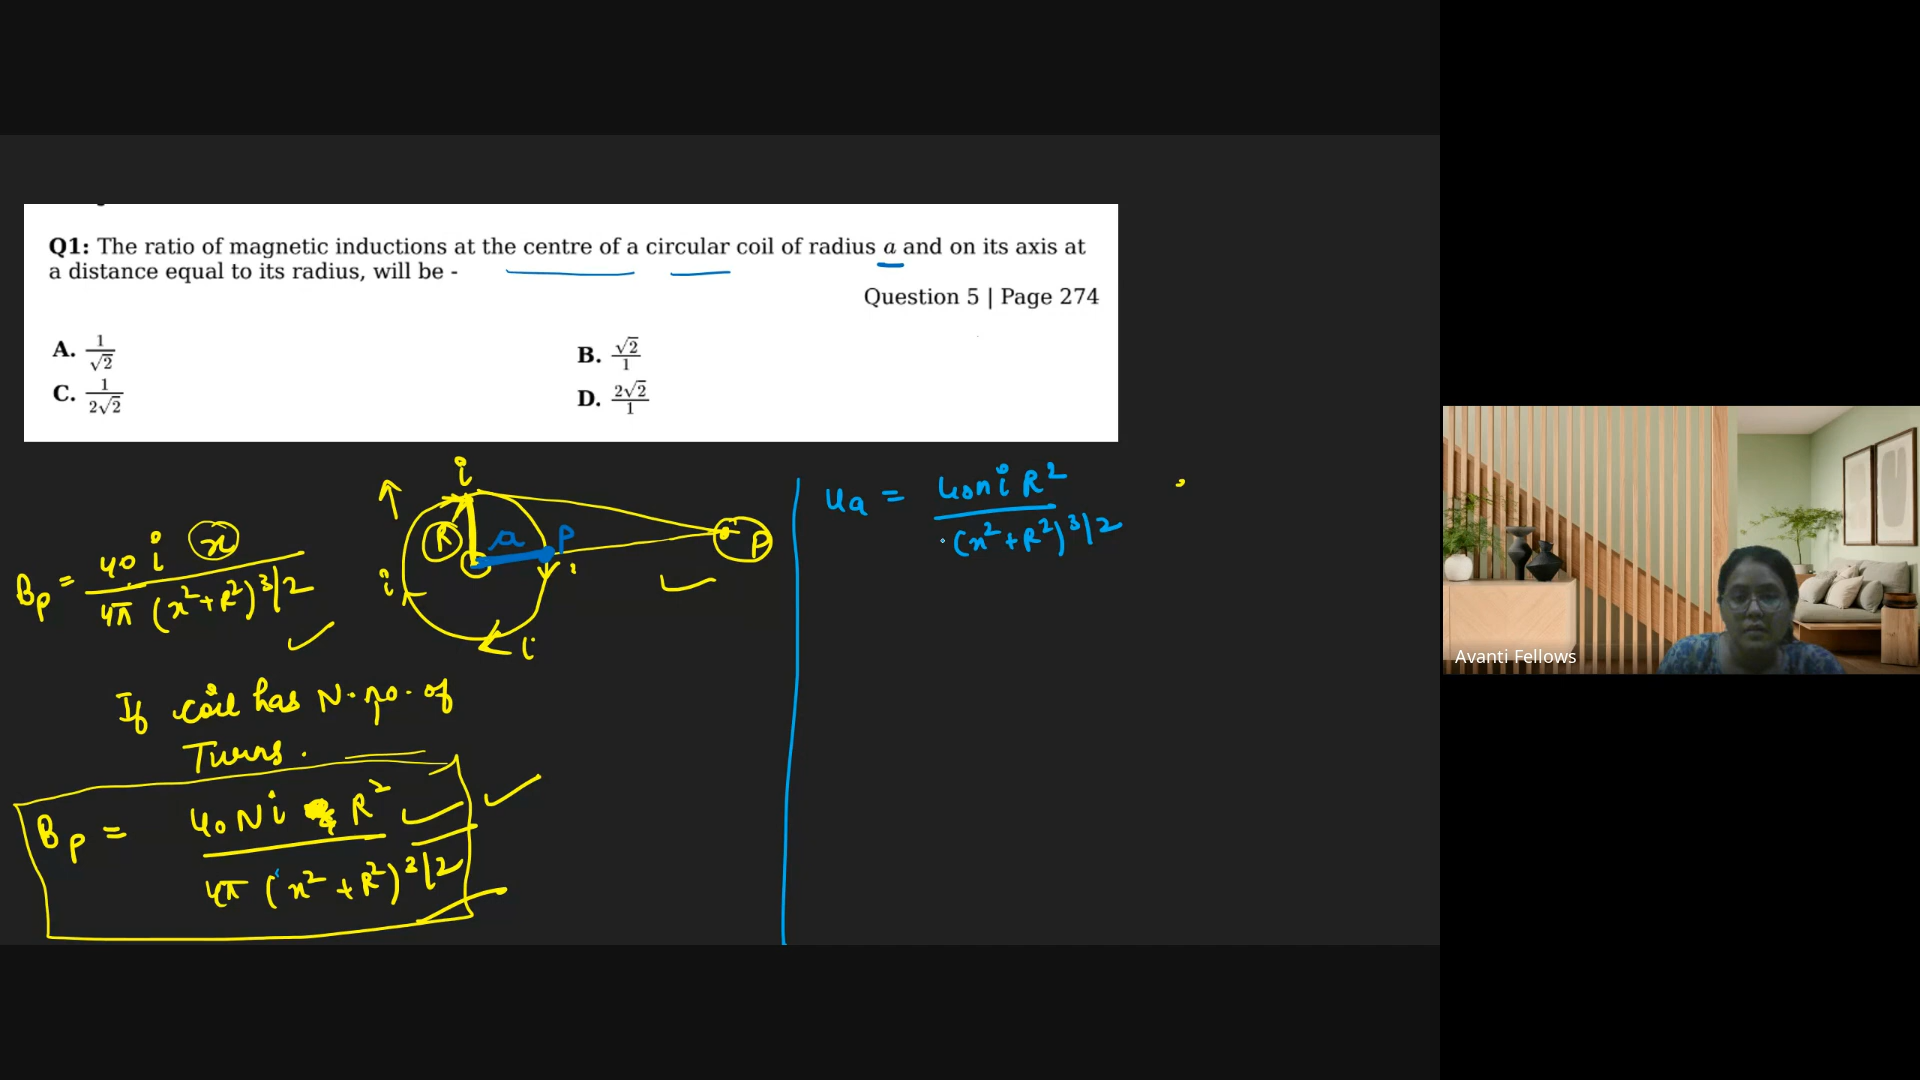 Q1: The ratio of magnetic inductions at the centre of a circular coil of radius a and on its axis at
a distance equal to its radius, will be -
Question 5 | Page 274
A. 1/√2
B. √2/1
C. 1/2√2
D. 2√2/1
i
R
a
P
P
i
i
i
Bp = μ0 i x / 4π (x²+R²)^3/2
If coil has N. no. of
Turns.
Bp = μ0 N i R² / 4π (x² + R²)^3/2
μa = μ0 n i R² / (x² + R²)^3/2
Avanti Fellows